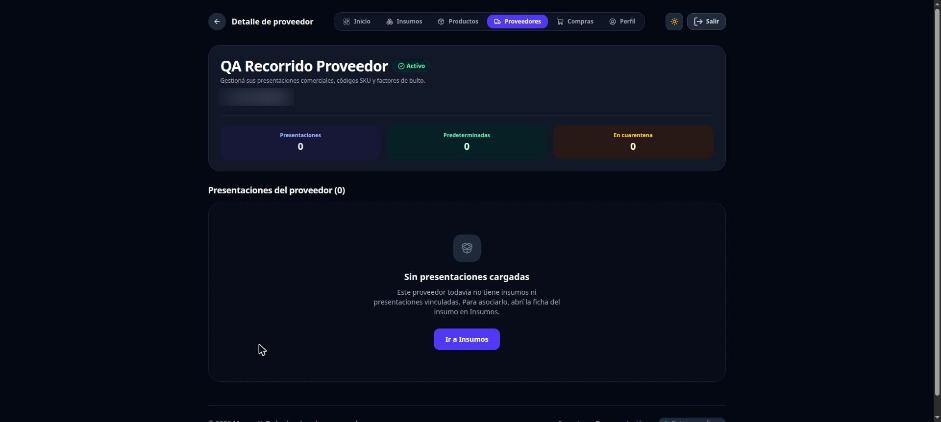 Detalle de proveedor
Inicio
Insumos
Productos
Proveedores
Compras
Perfil
Salir
QA Recorrido Proveedor
Activo
Gestioná sus presentaciones comerciales, códigos SKU y factores de bulto.
Presentaciones
0
Predeterminadas
0
En cuarentena
0
Presentaciones del proveedor (0)
Sin presentaciones cargadas
Este proveedor todavía no tiene insumos ni
presentaciones vinculadas. Para asociarlo, abrí la ficha del
insumo en Insumos.
Ir a Insumos